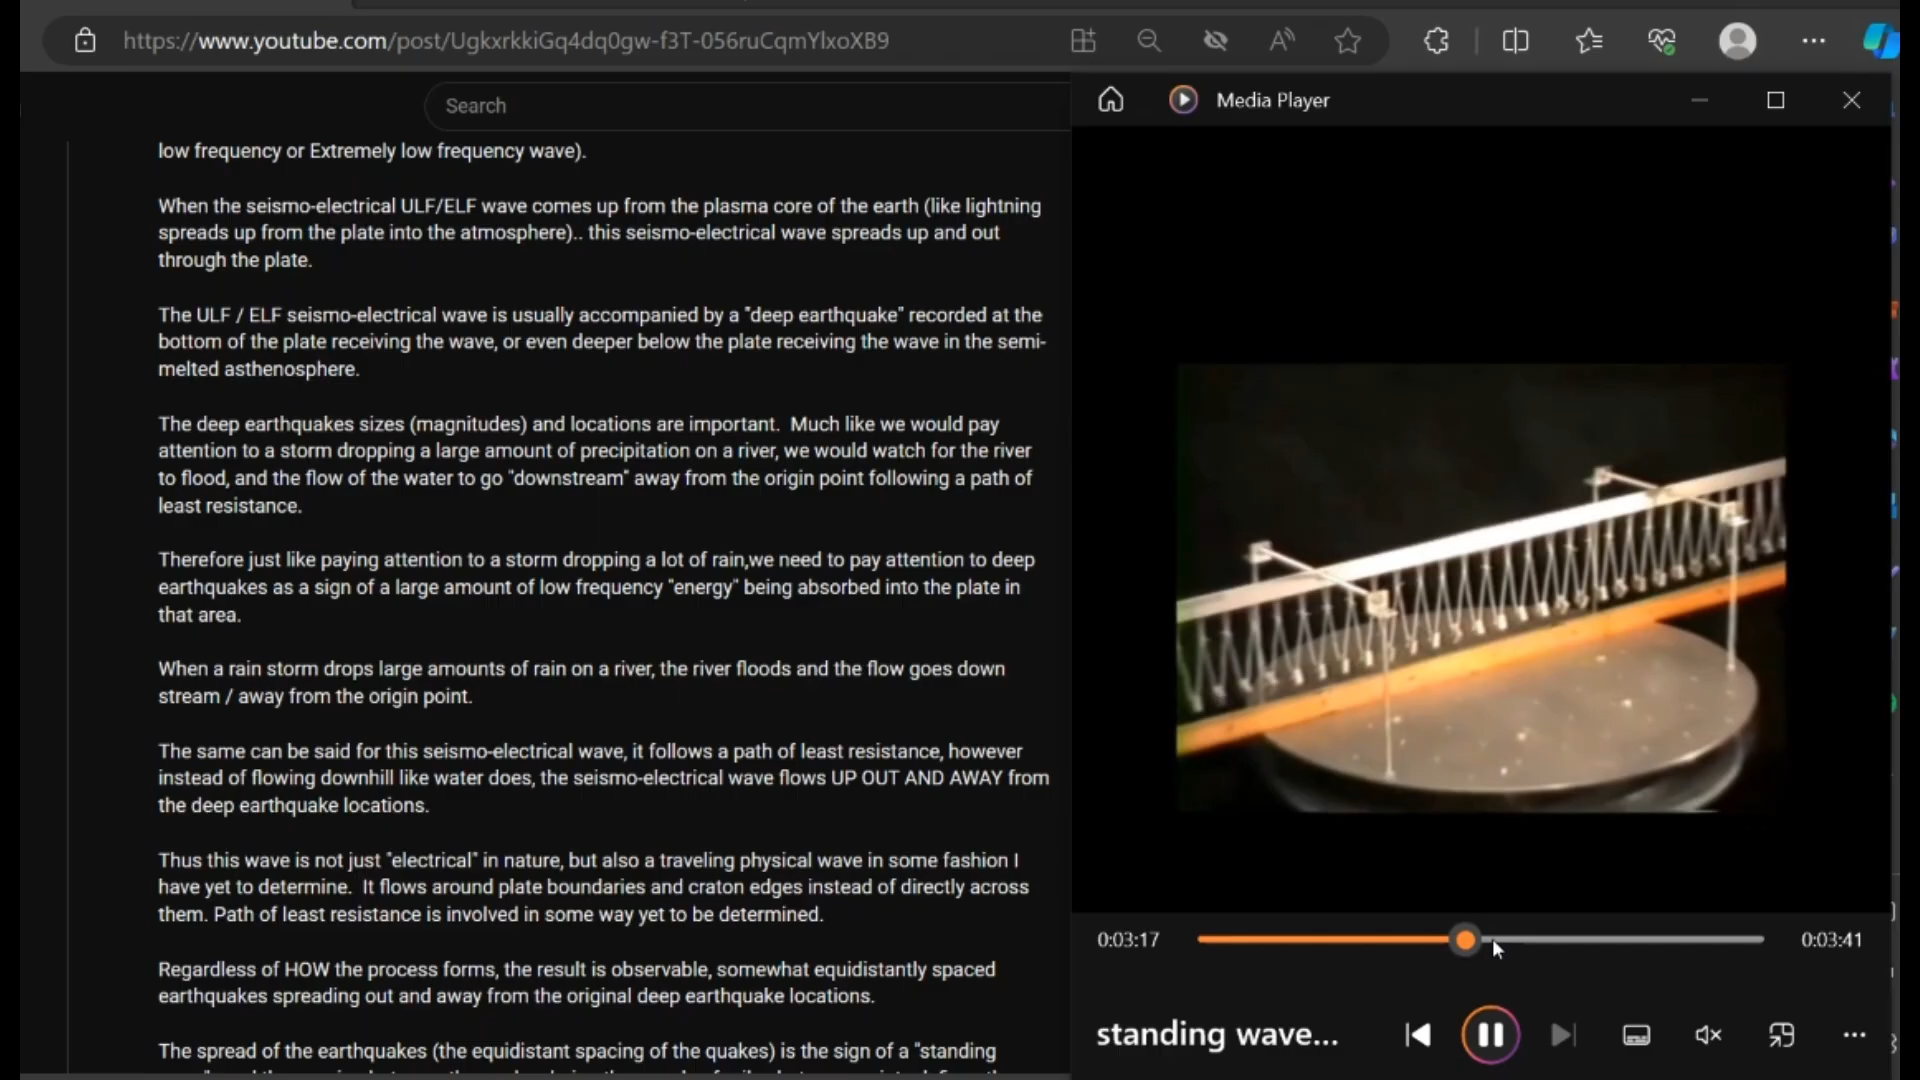 https://www.youtube.com/post/UgkxrkkiGq4dq0gw-f3T-056ruCqmYlxoXB9
Search
Media Player
low frequency or Extremely low frequency wave).
When the seismo-electrical ULF/ELF wave comes up from the plasma core of the earth (like lightning
spreads up from the plate into the atmosphere).. this seismo-electrical wave spreads up and out
through the plate.
The ULF / ELF seismo-electrical wave is usually accompanied by a "deep earthquake" recorded at the
bottom of the plate receiving the wave, or even deeper below the plate receiving the wave in the semi-
melted asthenosphere.
The deep earthquakes sizes (magnitudes) and locations are important.  Much like we would pay
attention to a storm dropping a large amount of precipitation on a river, we would watch for the river
to flood, and the flow of the water to go "downstream" away from the origin point following a path of
least resistance.
Therefore just like paying attention to a storm dropping a lot of rain,we need to pay attention to deep
earthquakes as a sign of a large amount of low frequency "energy" being absorbed into the plate in
that area.
When a rain storm drops large amounts of rain on a river, the river floods and the flow goes down
stream / away from the origin point.
The same can be said for this seismo-electrical wave, it follows a path of least resistance, however
instead of flowing downhill like water does, the seismo-electrical wave flows UP OUT AND AWAY from
the deep earthquake locations.
Thus this wave is not just "electrical" in nature, but also a traveling physical wave in some fashion I
have yet to determine.  It flows around plate boundaries and craton edges instead of directly across
them. Path of least resistance is involved in some way yet to be determined.
Regardless of HOW the process forms, the result is observable, somewhat equidistantly spaced
earthquakes spreading out and away from the original deep earthquake locations.
The spread of the earthquakes (the equidistant spacing of the quakes) is the sign of a "standing
0:03:17
0:03:41
standing wave...